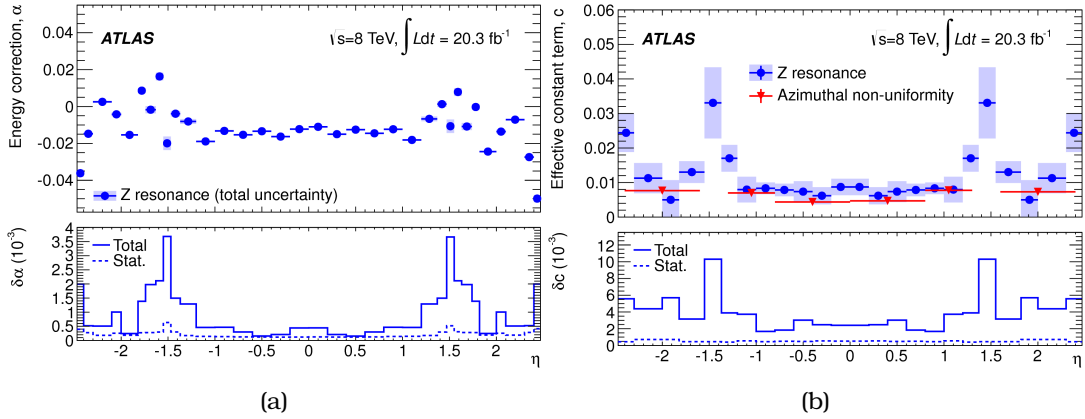 Energy correction, α
0.04
0.02
0
-0.02
-0.04
ATLAS
√s=8 TeV, ∫Ldt = 20.3 fb⁻¹
Z resonance (total uncertainty)
δα (10⁻³)
4
3.5
3
2.5
2
1.5
1
0.5
0
Total
Stat.
-2 -1.5 -1 -0.5 0 0.5 1 1.5 2 η
(a)
Effective constant term, c
0.06
0.05
0.04
0.03
0.02
0.01
0
ATLAS
√s=8 TeV, ∫Ldt = 20.3 fb⁻¹
Z resonance
Azimuthal non-uniformity
δc (10⁻³)
12
10
8
6
4
2
0
Total
Stat.
-2 -1.5 -1 -0.5 0 0.5 1 1.5 2 η
(b)